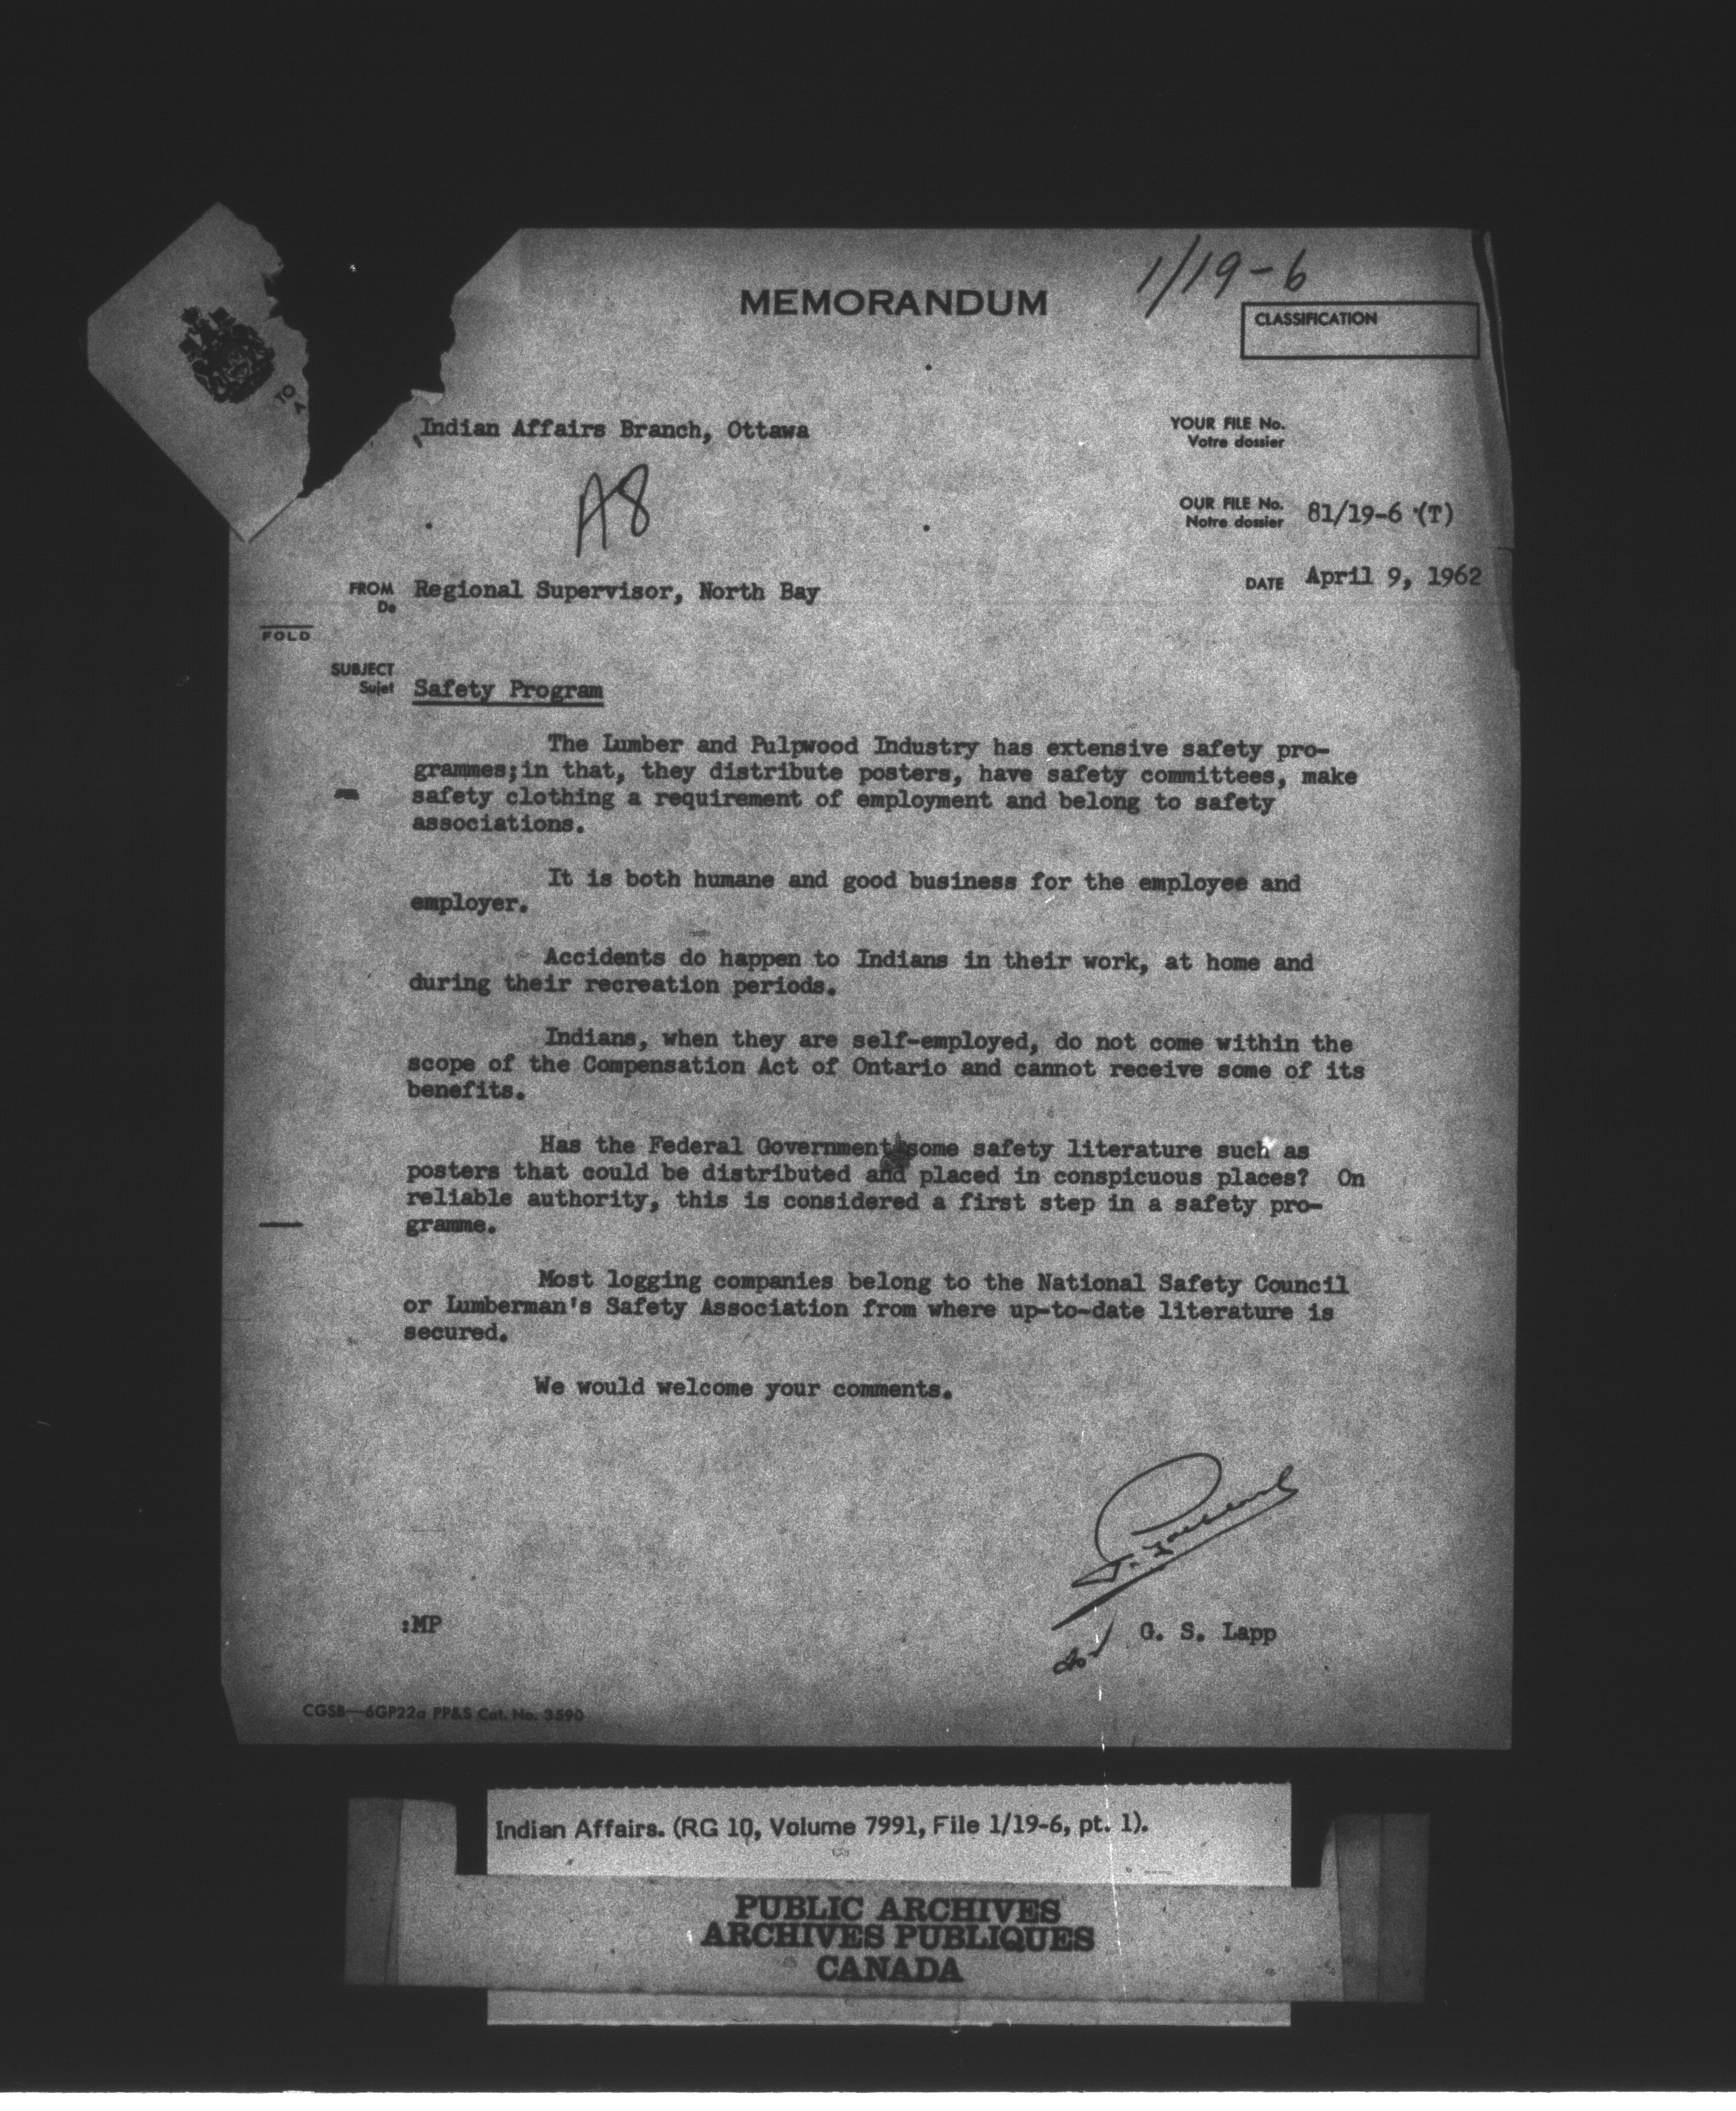 1/19-6
MEMORANDUM
CLASSIFICATION
TO
A
Indian Affairs Branch, Ottawa
YOUR FILE No.
Votre dossier
A8
OUR FILE No. 81/19-6 (T)
Notre dossier
DATE April 9, 1962
FROM Regional Supervisor, North Bay
De
FOLD
SUBJECT
Sujet Safety Program
The Lumber and Pulpwood Industry has extensive safety pro-
grammes;in that, they distribute posters, have safety committees, make
safety clothing a requirement of employment and belong to safety
associations.
It is both humane and good business for the employee and
employer.
Accidents do happen to Indians in their work, at home and
during their recreation periods.
Indians, when they are self-employed, do not come within the
scope of the Compensation Act of Ontario and cannot receive some of its
benefits.
Has the Federal Government some safety literature such as
posters that could be distributed and placed in conspicuous places? On
reliable authority, this is considered a first step in a safety pro-
gramme.
Most logging companies belong to the National Safety Council
or Lumberman's Safety Association from where up-to-date literature is
secured.
We would welcome your comments.
:MP
G. S. Lapp
CGSB—6GP22a PP&S Cat. No. 3590
Indian Affairs. (RG 10, Volume 7991, File 1/19-6, pt. 1).
PUBLIC ARCHIVES
ARCHIVES PUBLIQUES
CANADA